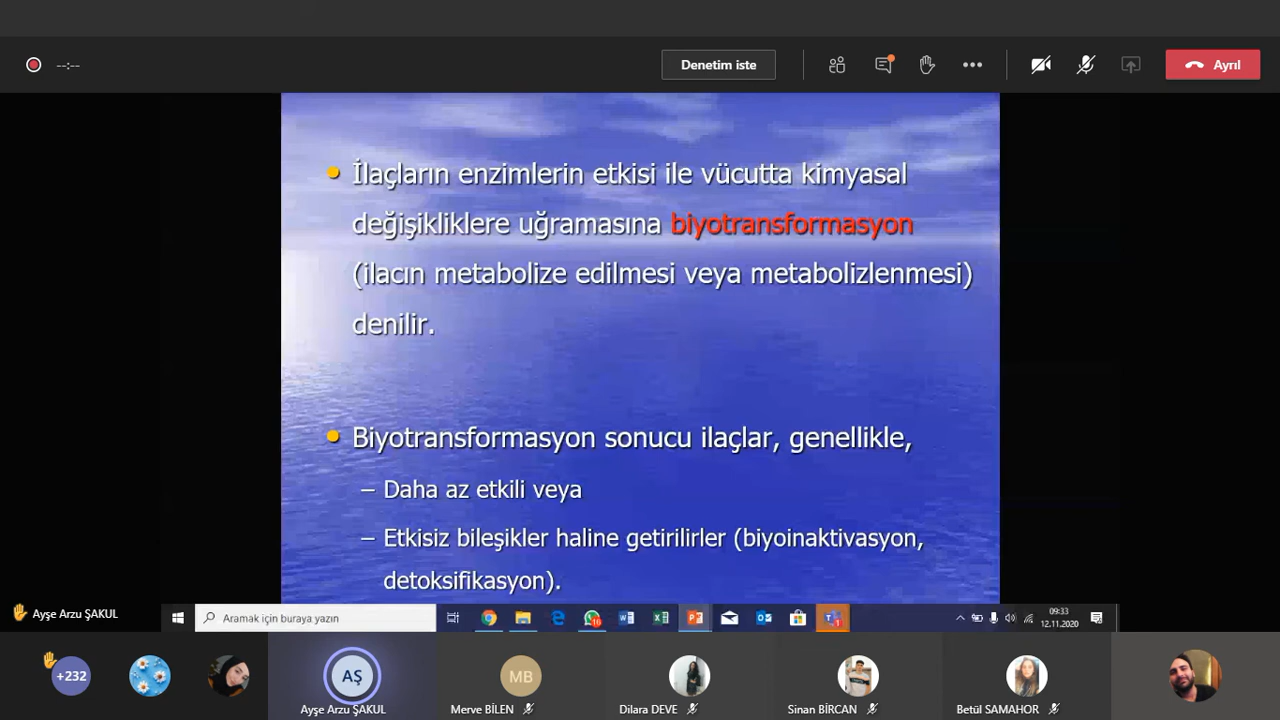 --:--
Denetim iste
Ayrıl
İlaçların enzimlerin etkisi ile vücutta kimyasal
değişikliklere uğramasına biyotransformasyon
(ilacın metabolize edilmesi veya metabolizlenmesi)
denilir.
Biyotransformasyon sonucu ilaçlar, genellikle,
– Daha az etkili veya
– Etkisiz bileşikler haline getirilirler (biyoinaktivasyon,
detoksifikasyon).
Ayşe Arzu ŞAKUL
Aramak için buraya yazın
09:33
12.11.2020
+232
AŞ
MB
Ayşe Arzu ŞAKUL
Merve BİLEN
Dilara DEVE
Sinan BİRCAN
Betül SAMAHOR